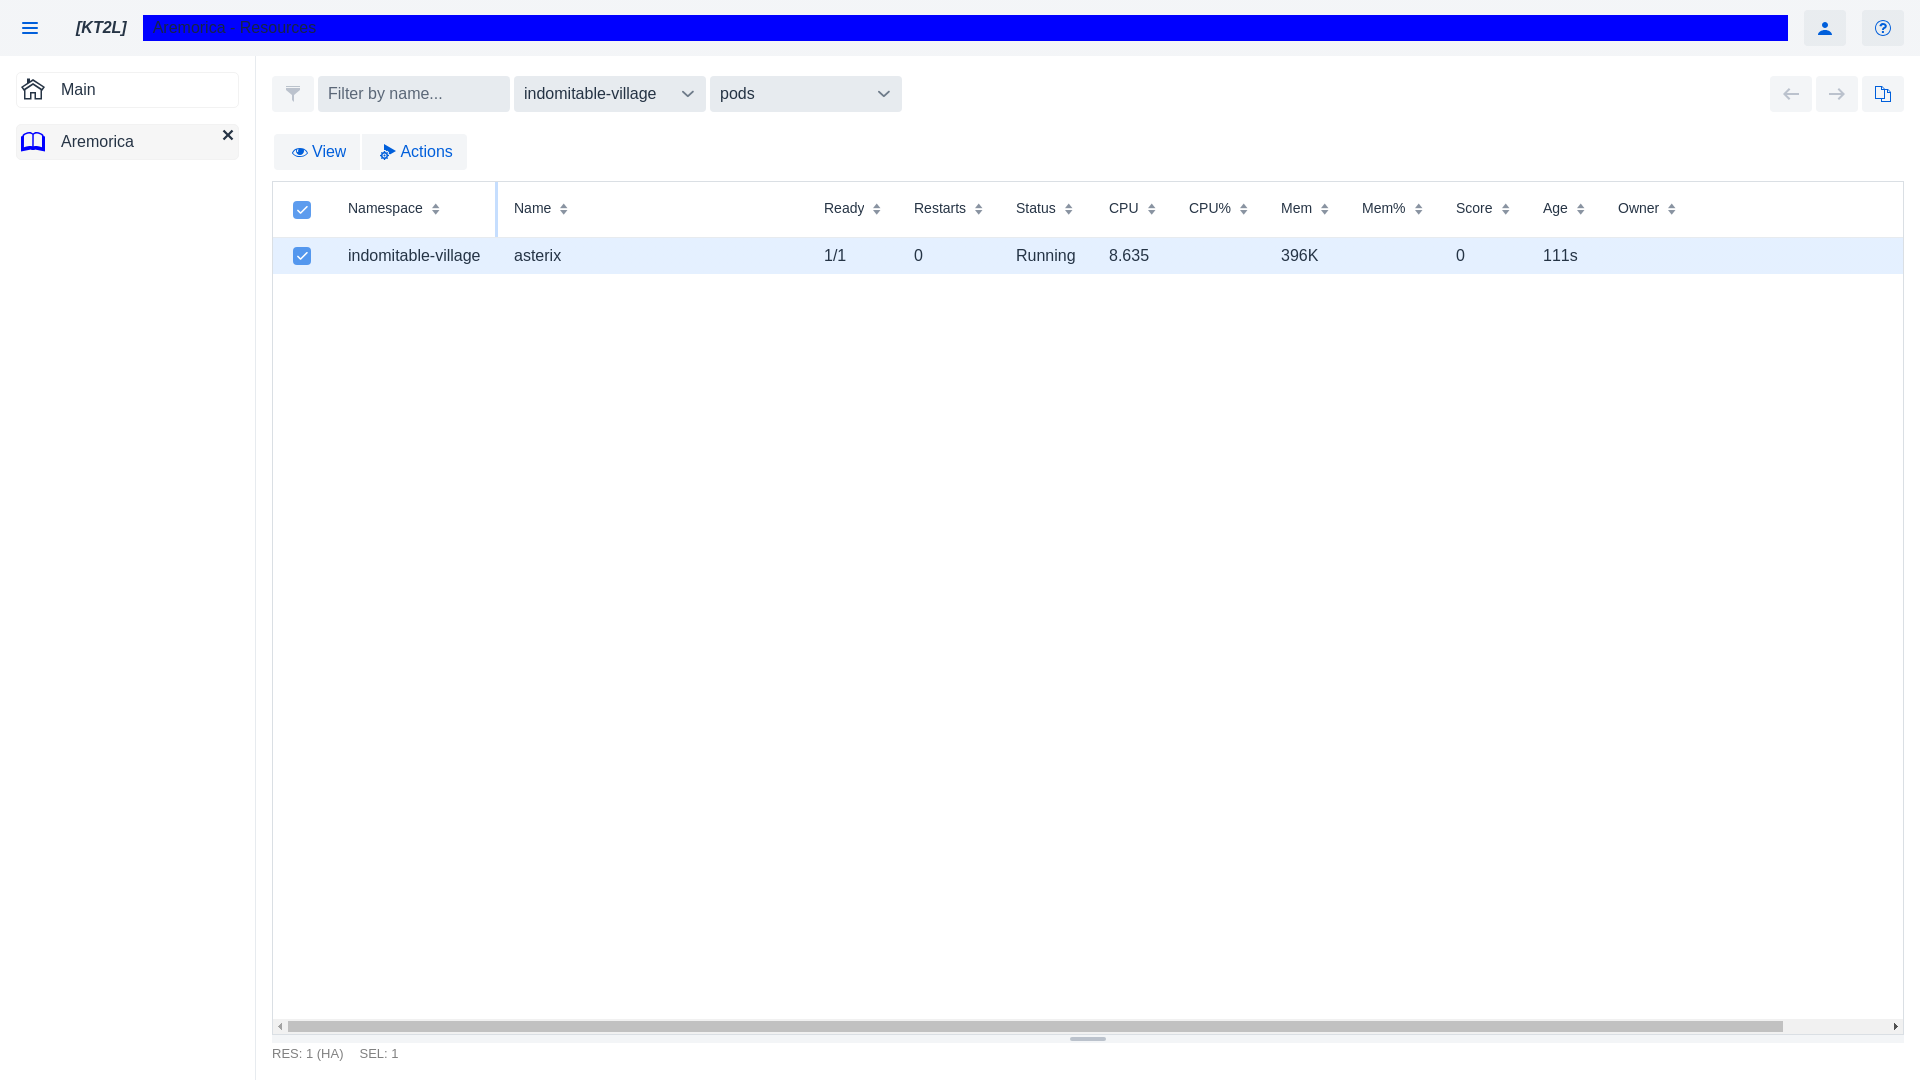 [KT2L] Aremorica - Resources
Main
Aremorica
Filter by name... indomitable-village pods
View Actions
Namespace Name Ready Restarts Status CPU CPU% Mem Mem% Score Age Owner
indomitable-village asterix 1/1 0 Running 8.635 396K 0 111s
RES: 1 (HA) SEL: 1